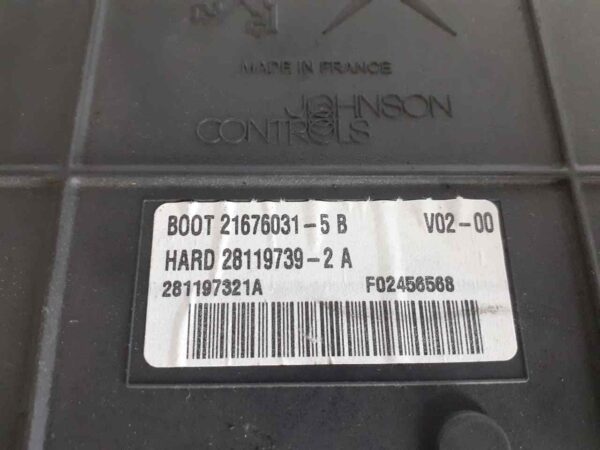 MADE IN FRANCE
JOHNSON
CONTROLS
BOOT 21676031-5 B V02-00
HARD 28119739-2 A
281197321A F02456568